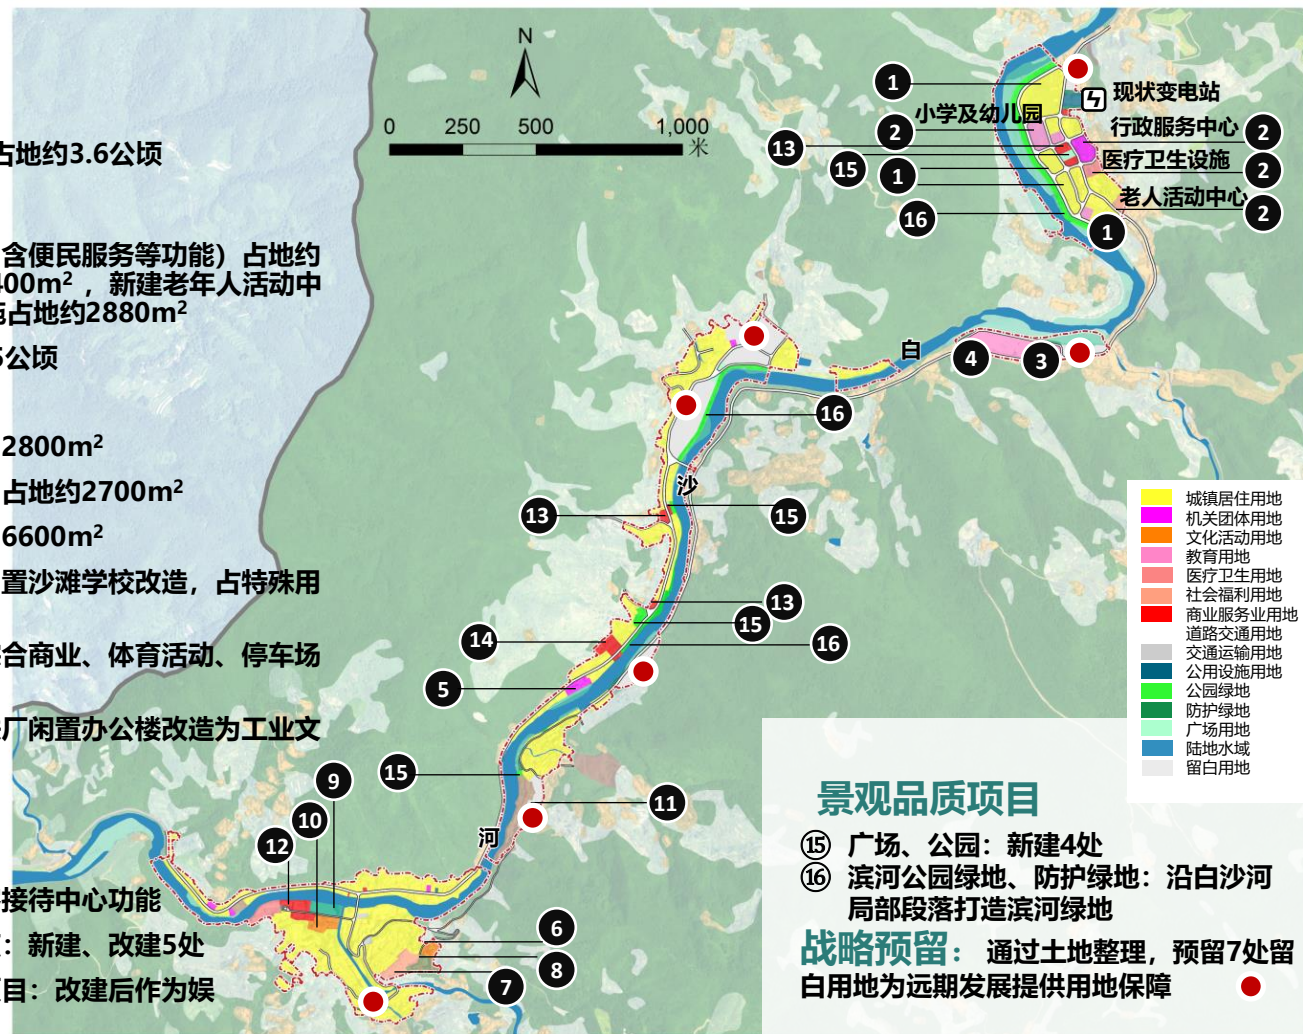 占地约3.6公顷
含便民服务等功能）占地约
400m²，新建老年人活动中
施占地约2880m²
5公顷
2800m²
占地约2700m²
6600m²
置沙滩学校改造，占特殊用
综合商业、体育活动、停车场
厂闲置办公楼改造为工业文
接待中心功能
：新建、改建5处
目：改建后作为娱
N
0 250 500 1,000
米
1
现状变电站
小学及幼儿园
2
行政服务中心
2
13
医疗卫生设施
2
15
1
老人活动中心
2
16
1
白
4
3
16
沙
13
15
13
15
14
16
5
15
9
11
10
12
河
6
8
7
城镇居住用地
机关团体用地
文化活动用地
教育用地
医疗卫生用地
社会福利用地
商业服务业用地
道路交通用地
交通运输用地
公用设施用地
公园绿地
防护绿地
广场用地
陆地水域
留白用地
景观品质项目
⑮ 广场、公园：新建4处
⑯ 滨河公园绿地、防护绿地：沿白沙河
局部段落打造滨河绿地
战略预留：通过土地整理，预留7处留
白用地为远期发展提供用地保障